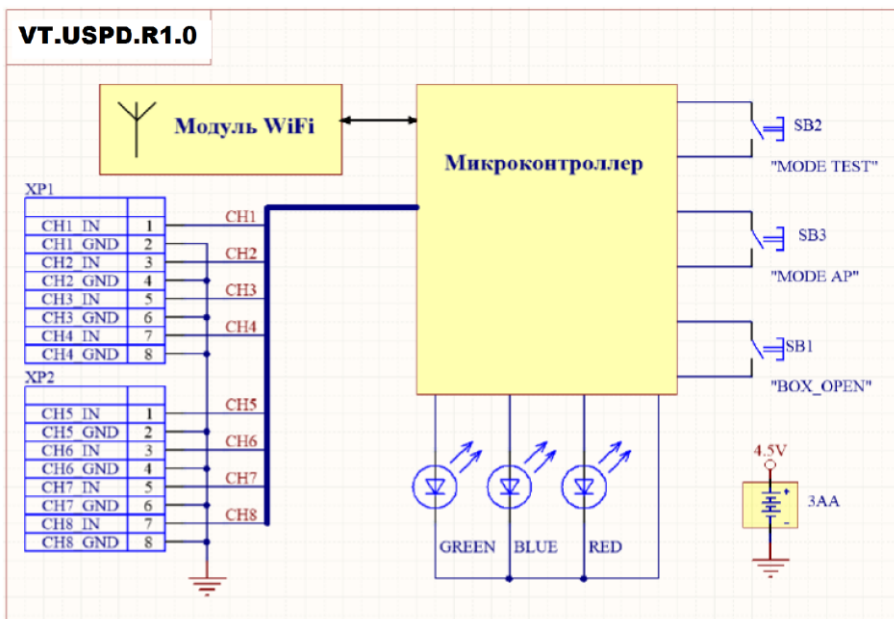 VT.USPD.R1.0
Модуль WiFi
Микроконтроллер
SB2
"MODE TEST"
SB3
"MODE AP"
SB1
"BOX_OPEN"
XP1
CH1_IN 1 CH1
CH1_GND 2
CH2_IN 3 CH2
CH2_GND 4
CH3_IN 5 CH3
CH3_GND 6
CH4_IN 7 CH4
CH4_GND 8
XP2
CH5_IN 1 CH5
CH5_GND 2
CH6_IN 3 CH6
CH6_GND 4
CH7_IN 5 CH7
CH7_GND 6
CH8_IN 7 CH8
CH8_GND 8
GREEN BLUE RED
4.5V
+
3AA
-